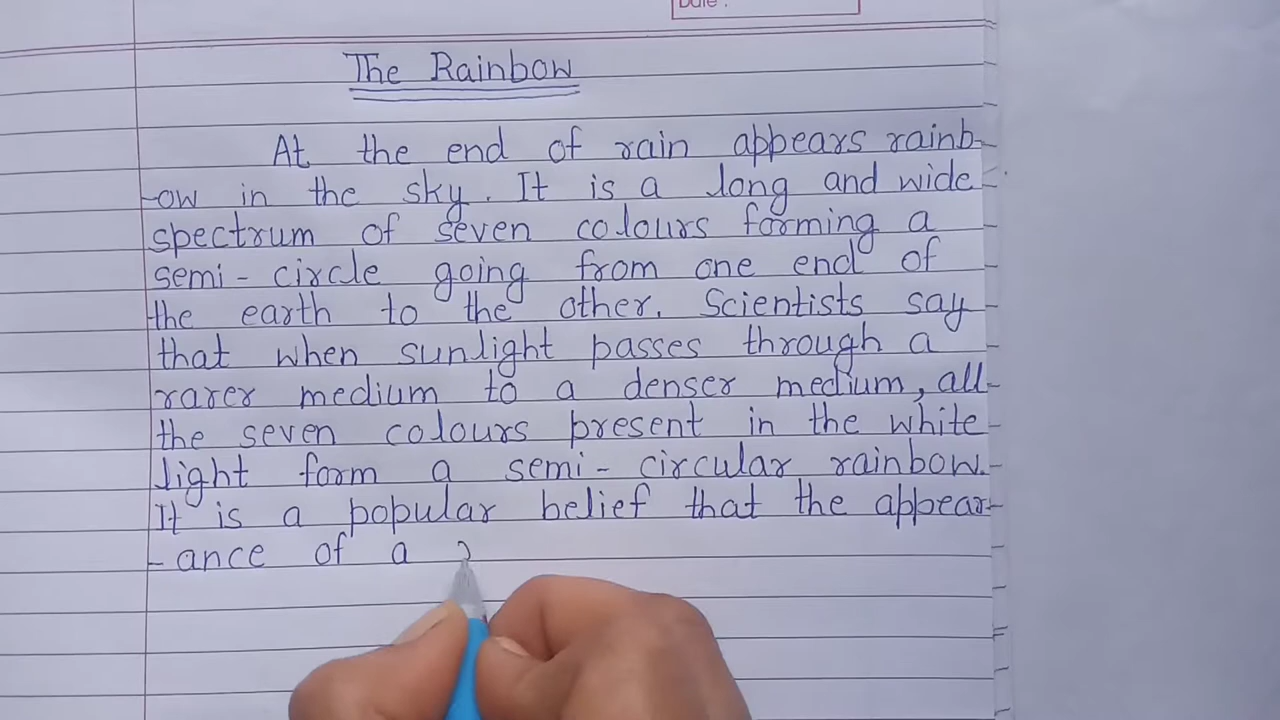 Date :
The Rainbow
At the end of rain appears rainb-
-ow in the sky. It is a long and wide
spectrum of seven colours forming a
semi-circle going from one end of
the earth to the other. Scientists say
that when sunlight passes through a
rarer medium to a denser medium, all
the seven colours present in the white
light form a semi-circular rainbow.
It is a popular belief that the appear-
-ance of a